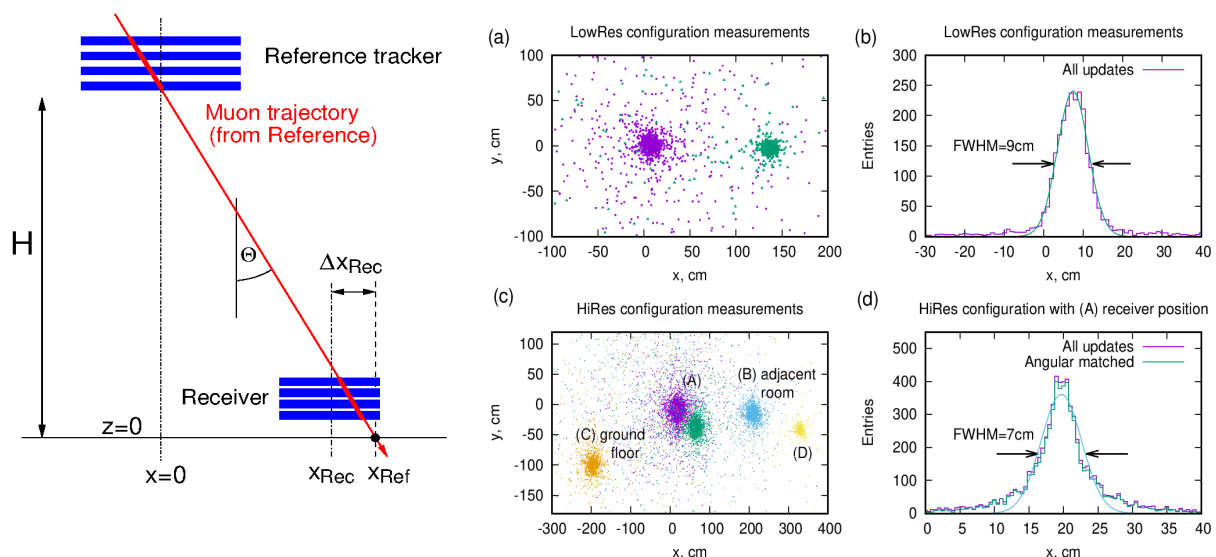 Reference tracker
Muon trajectory
(from Reference)
H
Θ
Δx_Rec
Receiver
z=0
x=0
x_Rec
x_Ref
(a)
LowRes configuration measurements
y, cm
100
50
0
-50
-100
-100
-50
0
50
100
150
200
x, cm
(b)
LowRes configuration measurements
All updates
FWHM=9cm
Entries
300
250
200
150
100
50
0
-30
-20
-10
0
10
20
30
40
x, cm
(c)
HiRes configuration measurements
(A)
(B) adjacent
room
(C) ground
floor
(D)
y, cm
100
50
0
-50
-100
-150
-300
-200
-100
0
100
200
300
400
x, cm
(d)
HiRes configuration with (A) receiver position
All updates
Angular matched
FWHM=7cm
Entries
500
400
300
200
100
0
0
5
10
15
20
25
30
35
40
x, cm